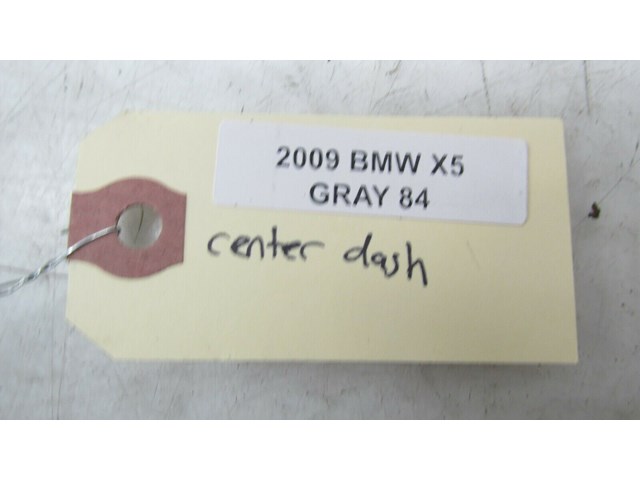 2009 BMW X5
GRAY 84
center dash